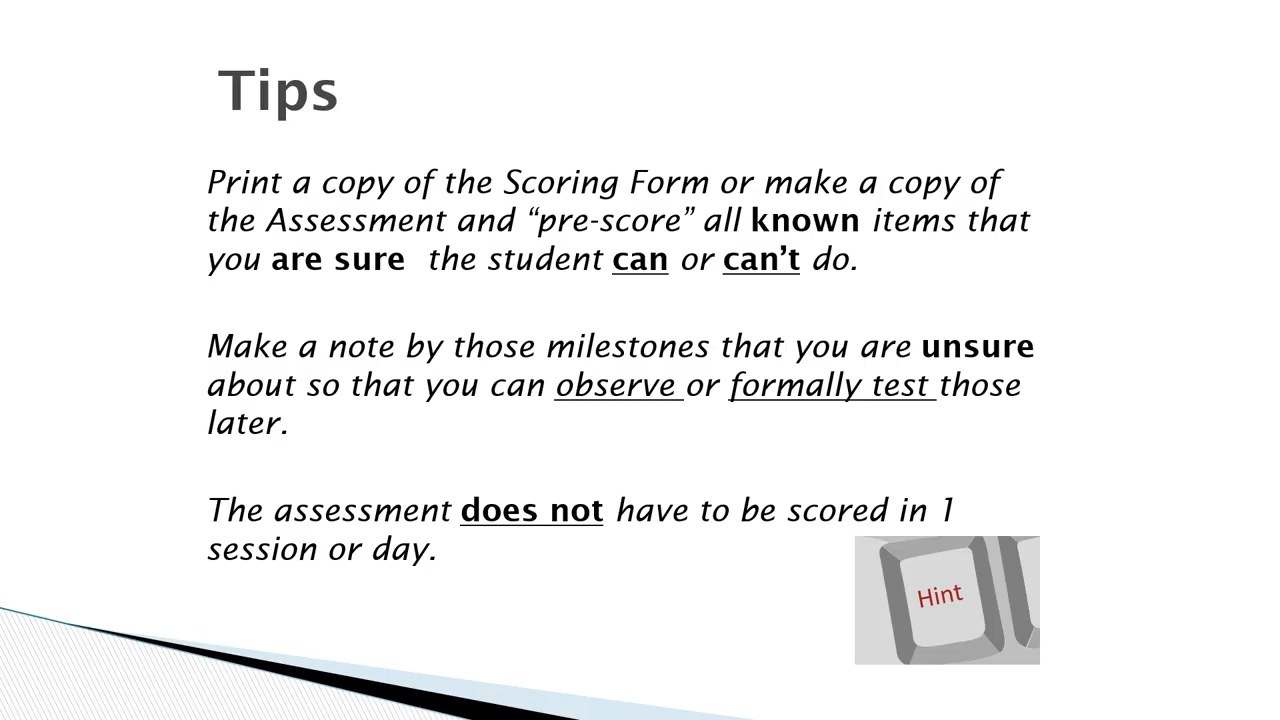 Tips
Print a copy of the Scoring Form or make a copy of
the Assessment and “pre-score” all known items that
you are sure the student can or can’t do.
Make a note by those milestones that you are unsure
about so that you can observe or formally test those
later.
The assessment does not have to be scored in 1
session or day.
Hint